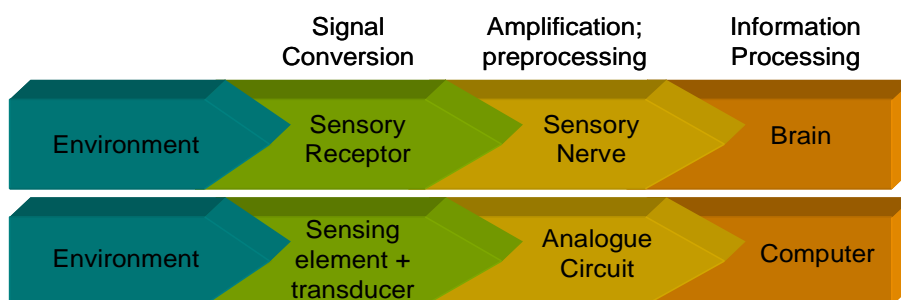 Signal
Conversion
Amplification;
preprocessing
Information
Processing
Environment
Sensory
Receptor
Sensory
Nerve
Brain
Environment
Sensing
element +
transducer
Analogue
Circuit
Computer